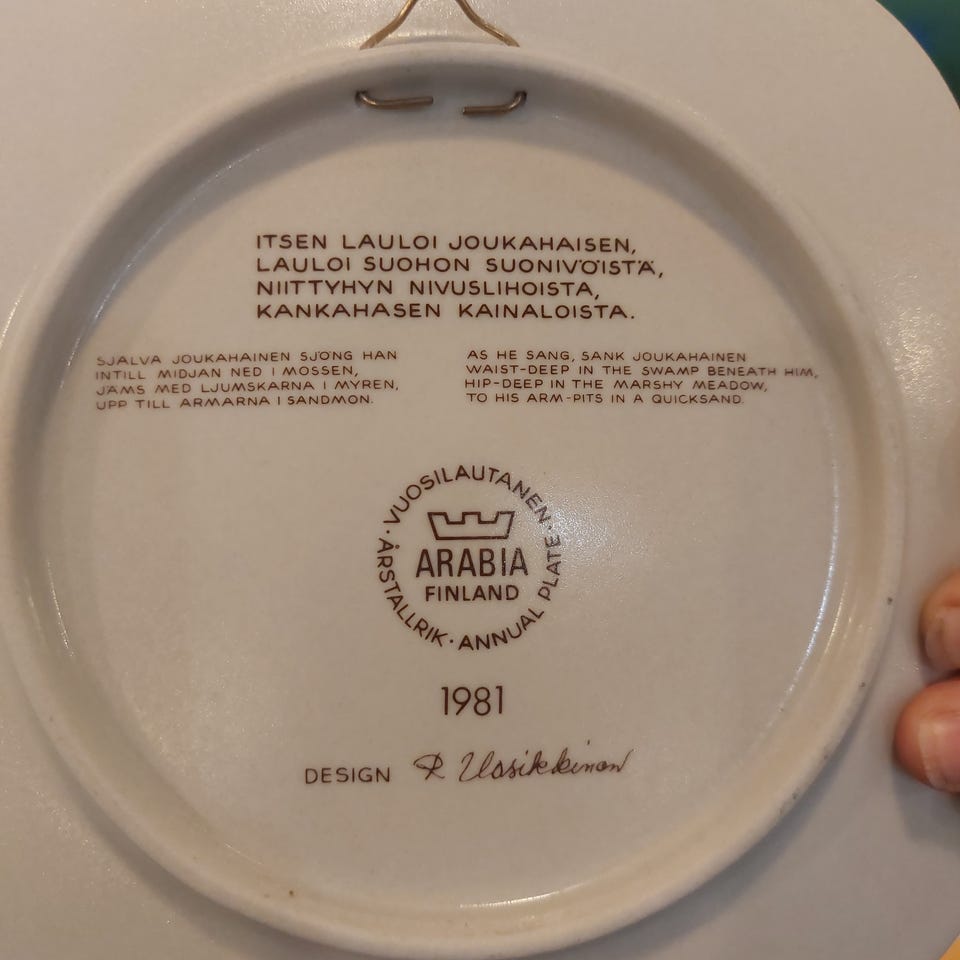 ITSEN LAULOI JOUKAHAISEN,
LAULOI SUOHON SUONIVÖISTÄ,
NIITTYHYN NIVUSLIHOISTA,
KANKAHASEN KAINALOISTA.
SJÄLVA JOUKAHAINEN SJÖNG HAN
INTILL MIDJAN NED I MOSSEN,
JÄMS MED LJUMSKARNA I MYREN,
UPP TILL ARMARNA I SANDMON.
AS HE SANG, SANK JOUKAHAINEN
WAIST-DEEP IN THE SWAMP BENEATH HIM,
HIP-DEEP IN THE MARSHY MEADOW,
TO HIS ARM-PITS IN A QUICKSAND.
· VUOSILAUTANEN · ÅRSTALLRIK · ANNUAL PLATE
ARABIA
FINLAND
1981
DESIGN R Uosikkinen